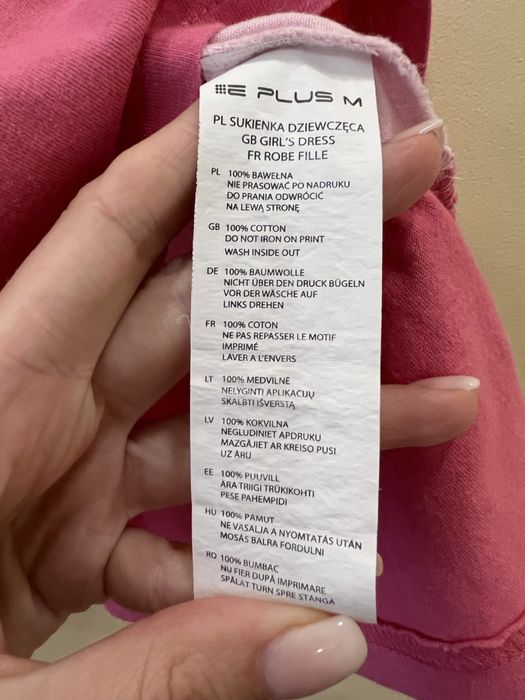 E PLUS M
PL SUKIENKA DZIEWCZĘCA
GB GIRL'S DRESS
FR ROBE FILLE
PL 100% BAWEŁNA
NIE PRASOWAĆ PO NADRUKU
DO PRANIA ODWRÓCIĆ
NA LEWĄ STRONĘ
GB 100% COTTON
DO NOT IRON ON PRINT
WASH INSIDE OUT
DE 100% BAUMWOLLE
NICHT ÜBER DEN DRUCK BÜGELN
VOR DER WÄSCHE AUF
LINKS DREHEN
FR 100% COTON
NE PAS REPASSER LE MOTIF
IMPRIMÉ
LAVER A L'ENVERS
LT 100% MEDVILNĖ
NELYGINTI APLIKACIJŲ
SKALBTI IŠVERSTĄ
LV 100% KOKVILNA
NEGLUDINIET APDRUKU
MAZGĀJIET AR KREISO PUSI
UZ ĀRU
EE 100% PUUVILL
ÄRA TRIIGI TRÜKIKOHTI
PESE PAHEMPIDI
HU 100% PAMUT
NE VASALJA A NYOMTATÁS UTÁN
MOSÁS BALRA FORDULNI
RO 100% BUMBAC
NU FIER DUPĂ IMPRIMARE
SPĂLAT TURN SPRE STANGA